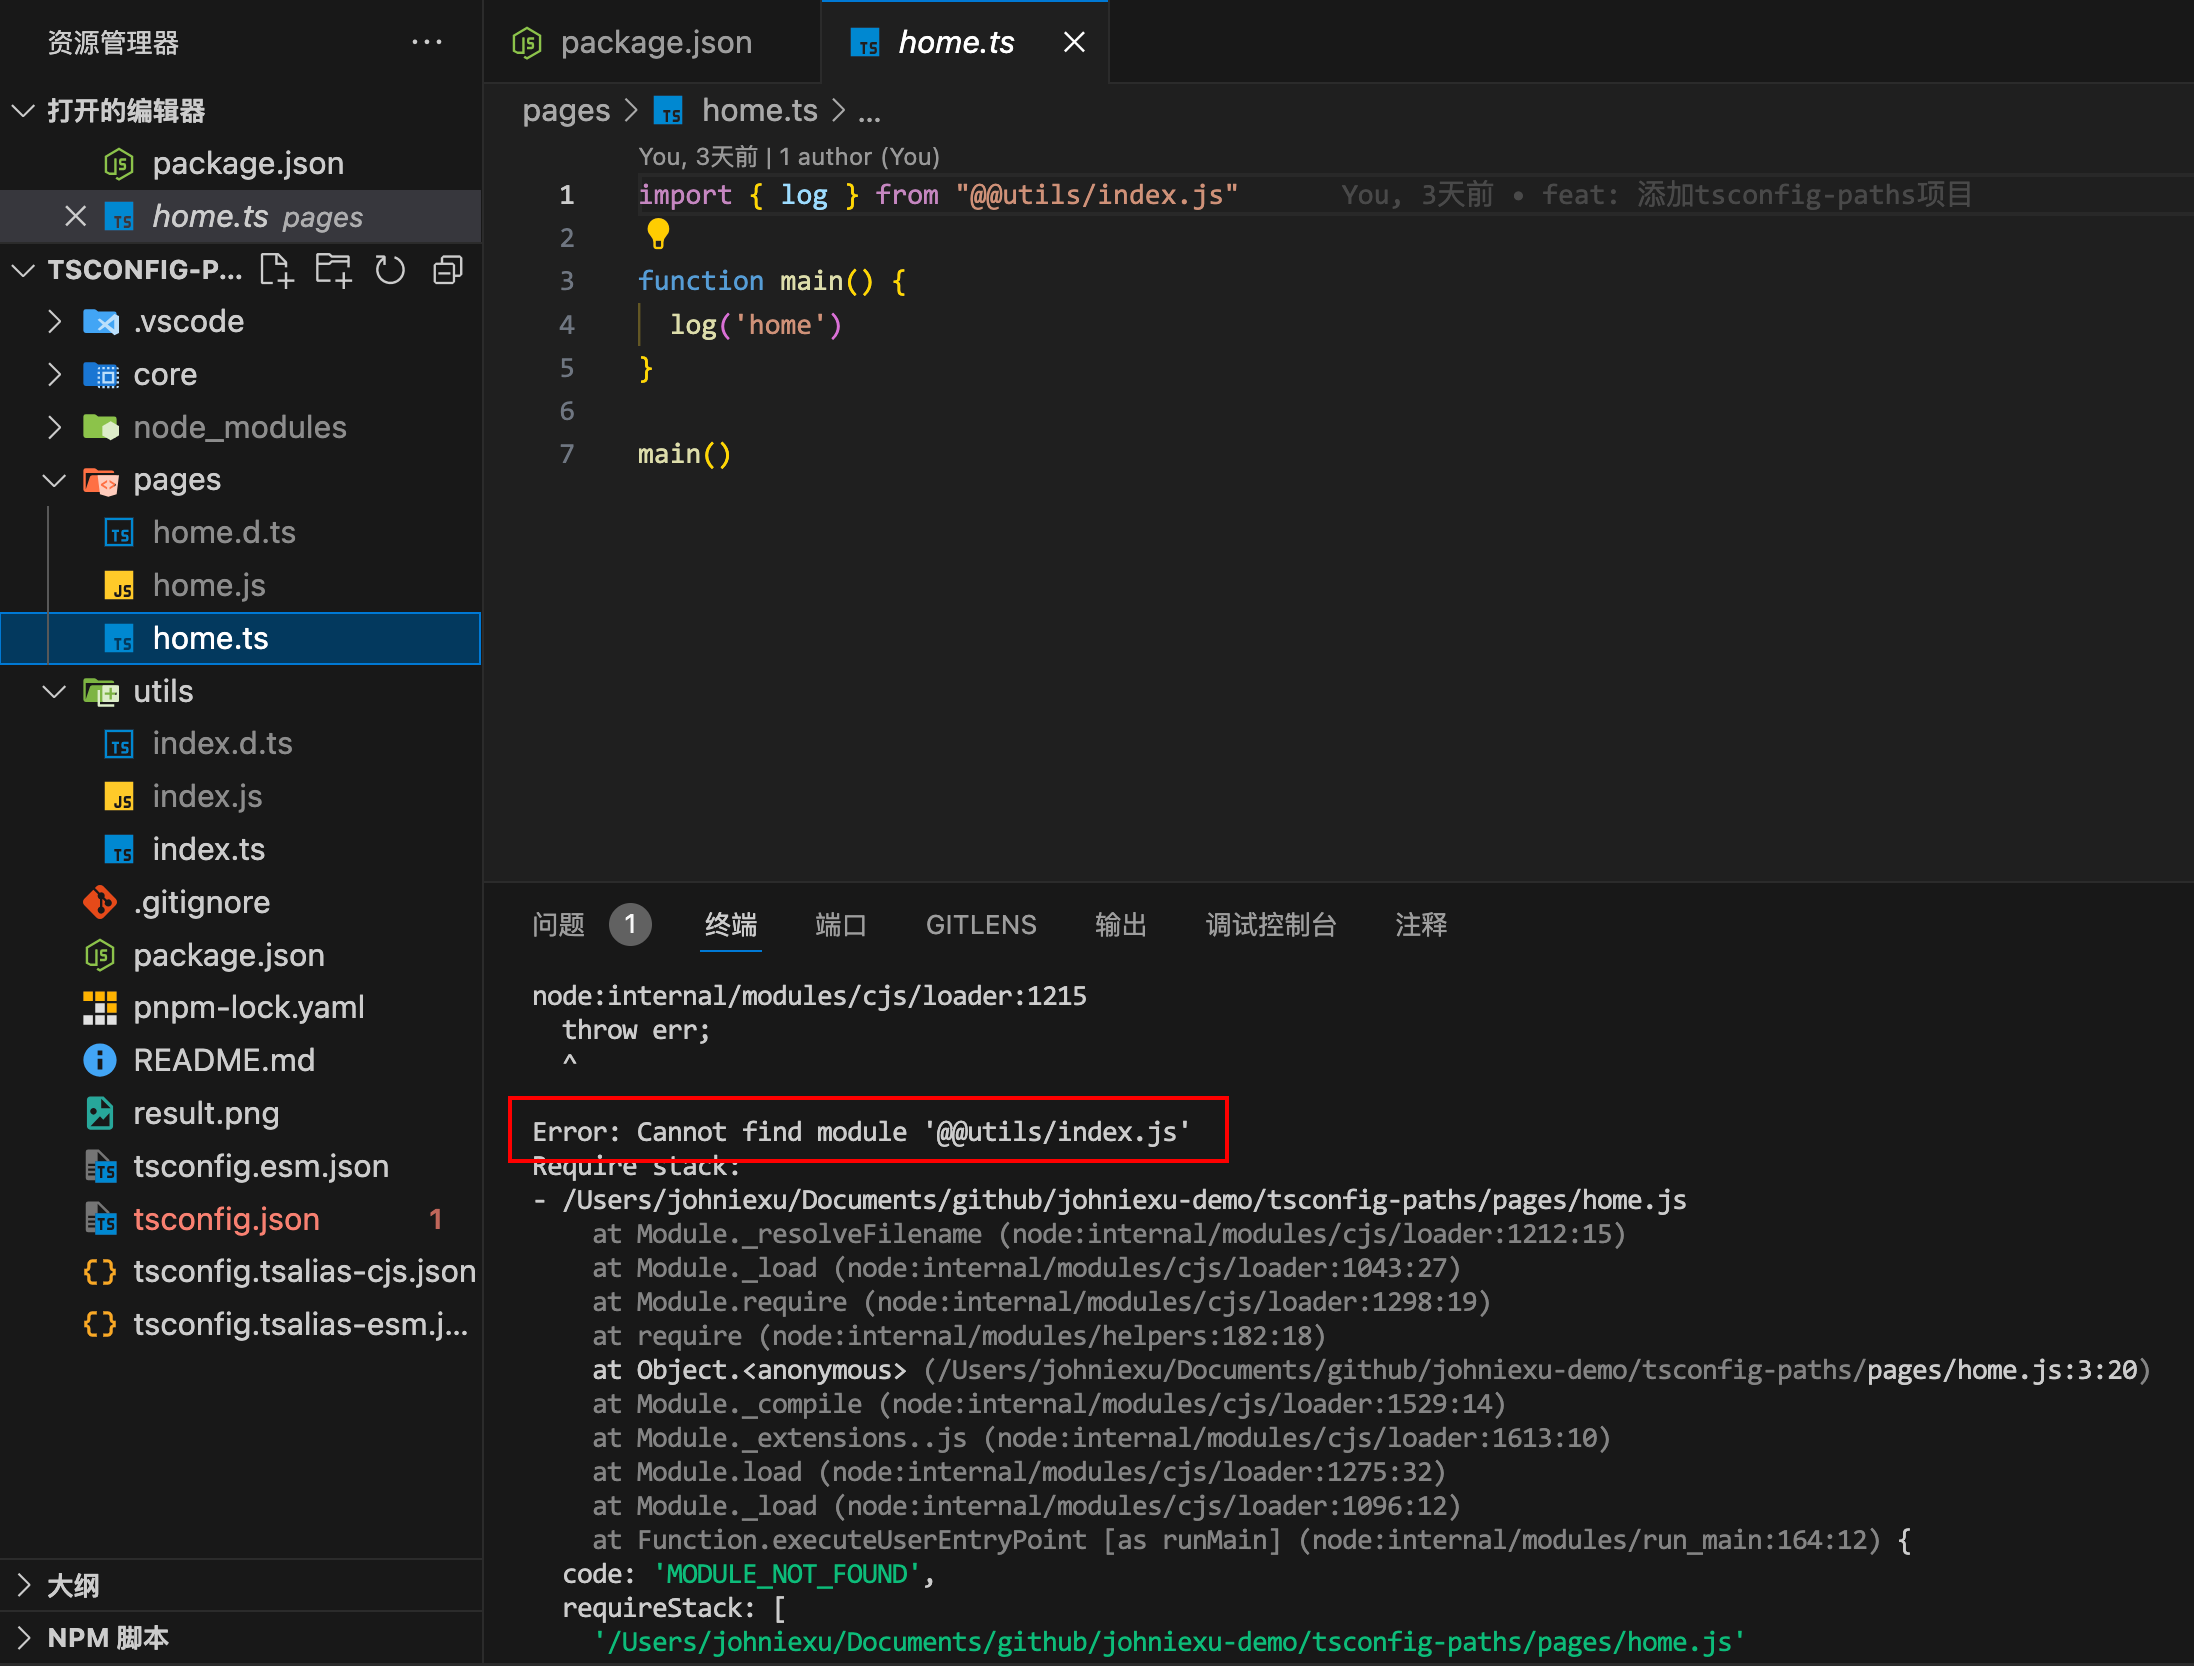 资源管理器
打开的编辑器
package.json
home.ts pages
TSCONFIG-P...
.vscode
core
node_modules
pages
home.d.ts
home.js
home.ts
utils
index.d.ts
index.js
index.ts
.gitignore
package.json
pnpm-lock.yaml
README.md
result.png
tsconfig.esm.json
tsconfig.json 1
tsconfig.tsalias-cjs.json
tsconfig.tsalias-esm.j...
大纲
NPM 脚本
package.json
home.ts
pages > home.ts > ...
You, 3天前 | 1 author (You)
1 import { log } from "@@utils/index.js" You, 3天前 • feat: 添加tsconfig-paths项目
2
3 function main() {
4 log('home')
5 }
6
7 main()
问题 1 终端 端口 GITLENS 输出 调试控制台 注释
node:internal/modules/cjs/loader:1215
throw err;
^
Error: Cannot find module '@@utils/index.js'
Require stack:
- /Users/johniexu/Documents/github/johniexu-demo/tsconfig-paths/pages/home.js
at Module._resolveFilename (node:internal/modules/cjs/loader:1212:15)
at Module._load (node:internal/modules/cjs/loader:1043:27)
at Module.require (node:internal/modules/cjs/loader:1298:19)
at require (node:internal/modules/helpers:182:18)
at Object.<anonymous> (/Users/johniexu/Documents/github/johniexu-demo/tsconfig-paths/pages/home.js:3:20)
at Module._compile (node:internal/modules/cjs/loader:1529:14)
at Module._extensions..js (node:internal/modules/cjs/loader:1613:10)
at Module.load (node:internal/modules/cjs/loader:1275:32)
at Module._load (node:internal/modules/cjs/loader:1096:12)
at Function.executeUserEntryPoint [as runMain] (node:internal/modules/run_main:164:12) {
code: 'MODULE_NOT_FOUND',
requireStack: [
'/Users/johniexu/Documents/github/johniexu-demo/tsconfig-paths/pages/home.js'